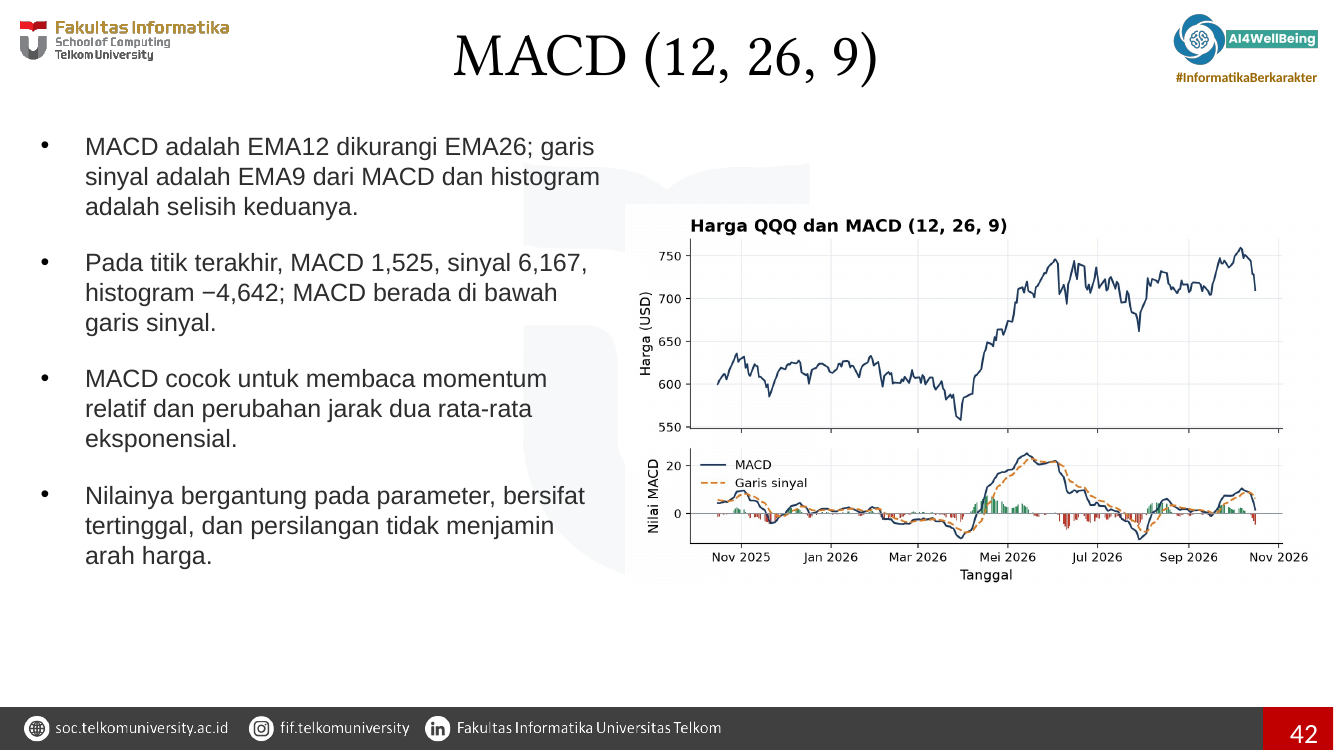 Fakultas Informatika
School of Computing
Telkom University
MACD (12, 26, 9)
AI4WellBeing
#InformatikaBerkarakter
• MACD adalah EMA12 dikurangi EMA26; garis
sinyal adalah EMA9 dari MACD dan histogram
adalah selisih keduanya.
• Pada titik terakhir, MACD 1,525, sinyal 6,167,
histogram −4,642; MACD berada di bawah
garis sinyal.
• MACD cocok untuk membaca momentum
relatif dan perubahan jarak dua rata-rata
eksponensial.
• Nilainya bergantung pada parameter, bersifat
tertinggal, dan persilangan tidak menjamin
arah harga.
Harga QQQ dan MACD (12, 26, 9)
Harga (USD)
750
700
650
600
550
Nilai MACD
20
0
MACD
Garis sinyal
Nov 2025 Jan 2026 Mar 2026 Mei 2026 Jul 2026 Sep 2026 Nov 2026
Tanggal
soc.telkomuniversity.ac.id fif.telkomuniversity Fakultas Informatika Universitas Telkom
42